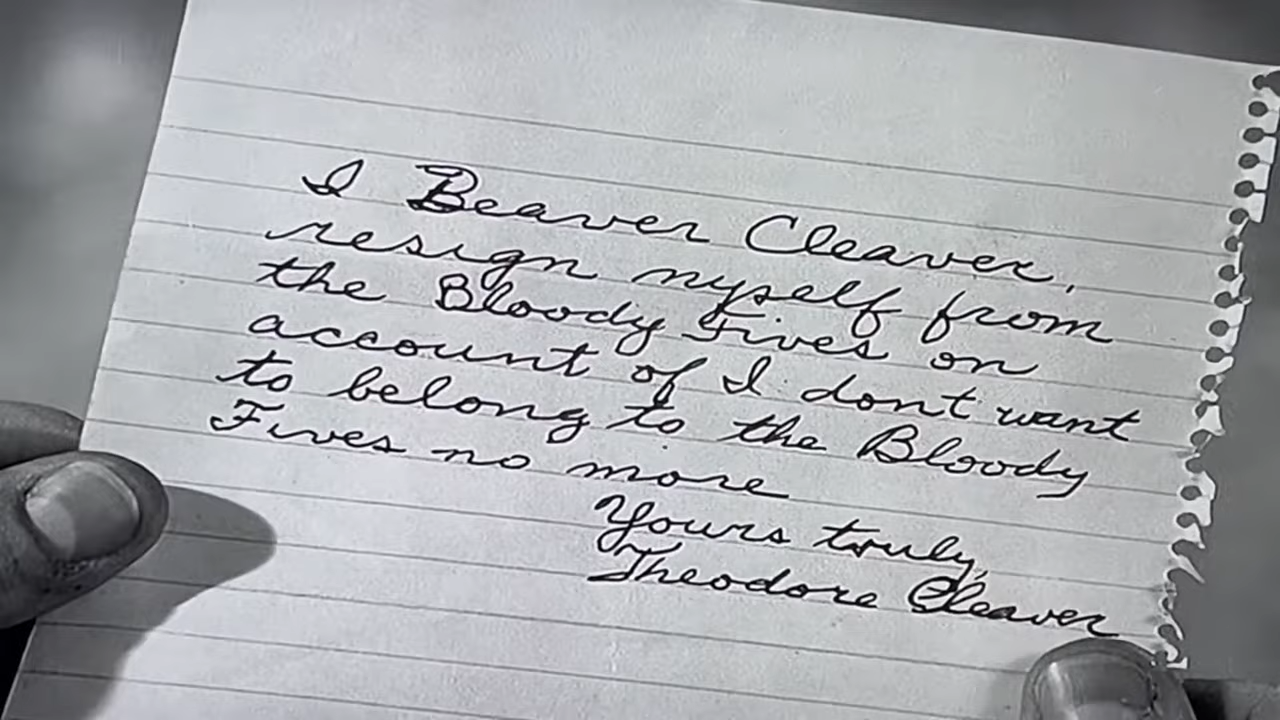 I Beaver Cleaver,
resign myself from
the Bloody Fives on
account of I dont want
to belong to the Bloody
Fives no more
Yours truly,
Theodore Cleaver